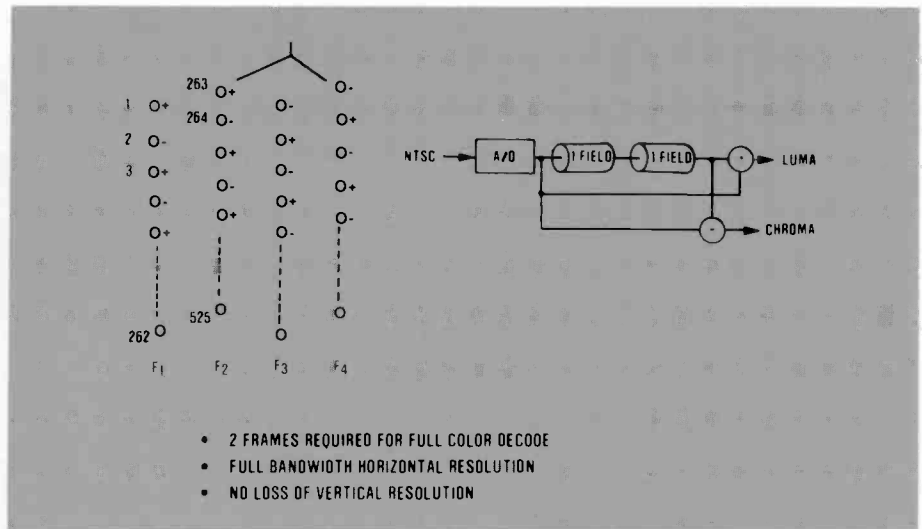 263 O+ O-
1 O+ O-
264 O- O+
2 O- O+
O+ O-
3 O+ O-
O- O+
O- O+
O+ O-
O+ O-
525 O O
262 O O
F1 F2 F3 F4
NTSC A/D 1 FIELD 1 FIELD LUMA
CHROMA
• 2 FRAMES REQUIRED FOR FULL COLOR DECODE
• FULL BANDWIDTH HORIZONTAL RESOLUTION
• NO LOSS OF VERTICAL RESOLUTION